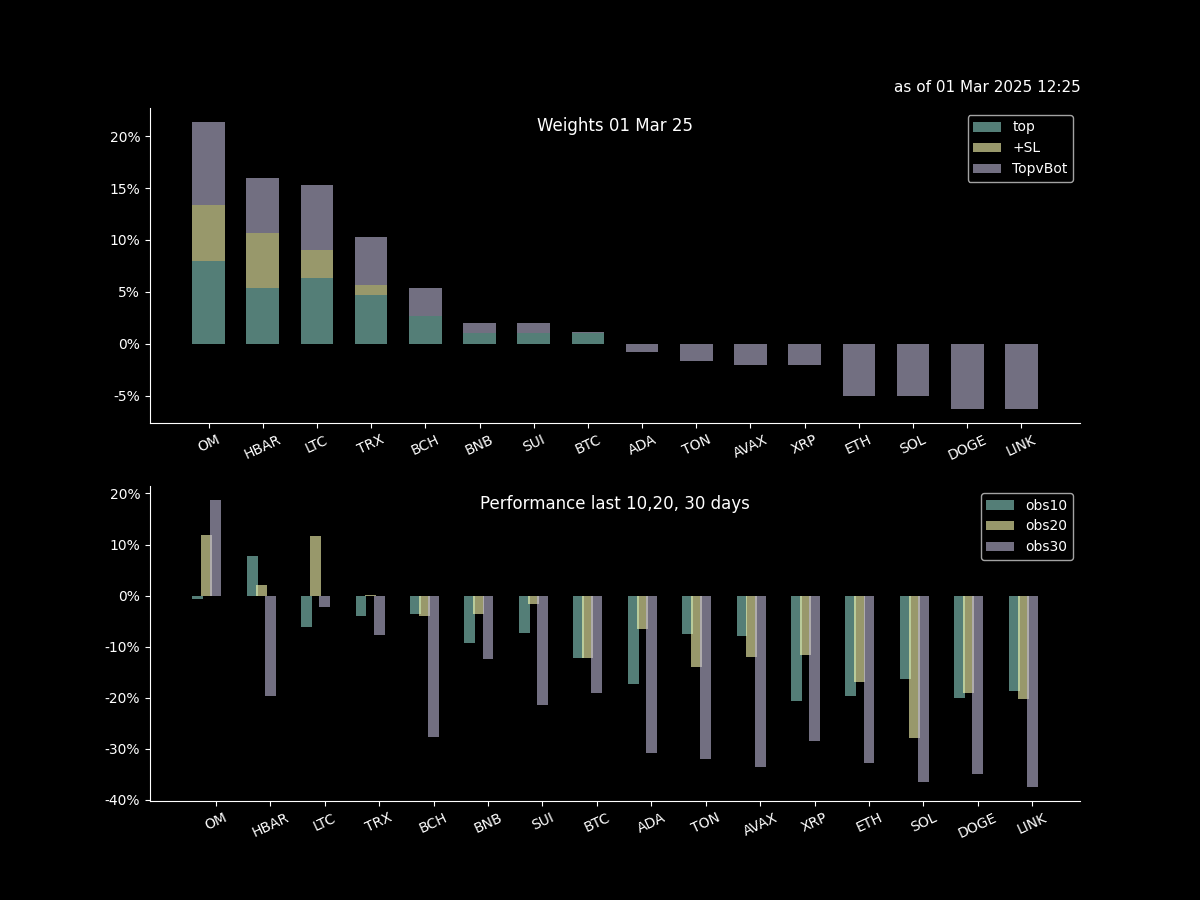 as of 01 Mar 2025 12:25
Weights 01 Mar 25
top
+SL
TopvBot
20%
15%
10%
5%
0%
-5%
OM HBAR LTC TRX BCH BNB SUI BTC ADA TON AVAX XRP ETH SOL DOGE LINK
Performance last 10,20, 30 days
obs10
obs20
obs30
20%
10%
0%
-10%
-20%
-30%
-40%
OM HBAR LTC TRX BCH BNB SUI BTC ADA TON AVAX XRP ETH SOL DOGE LINK